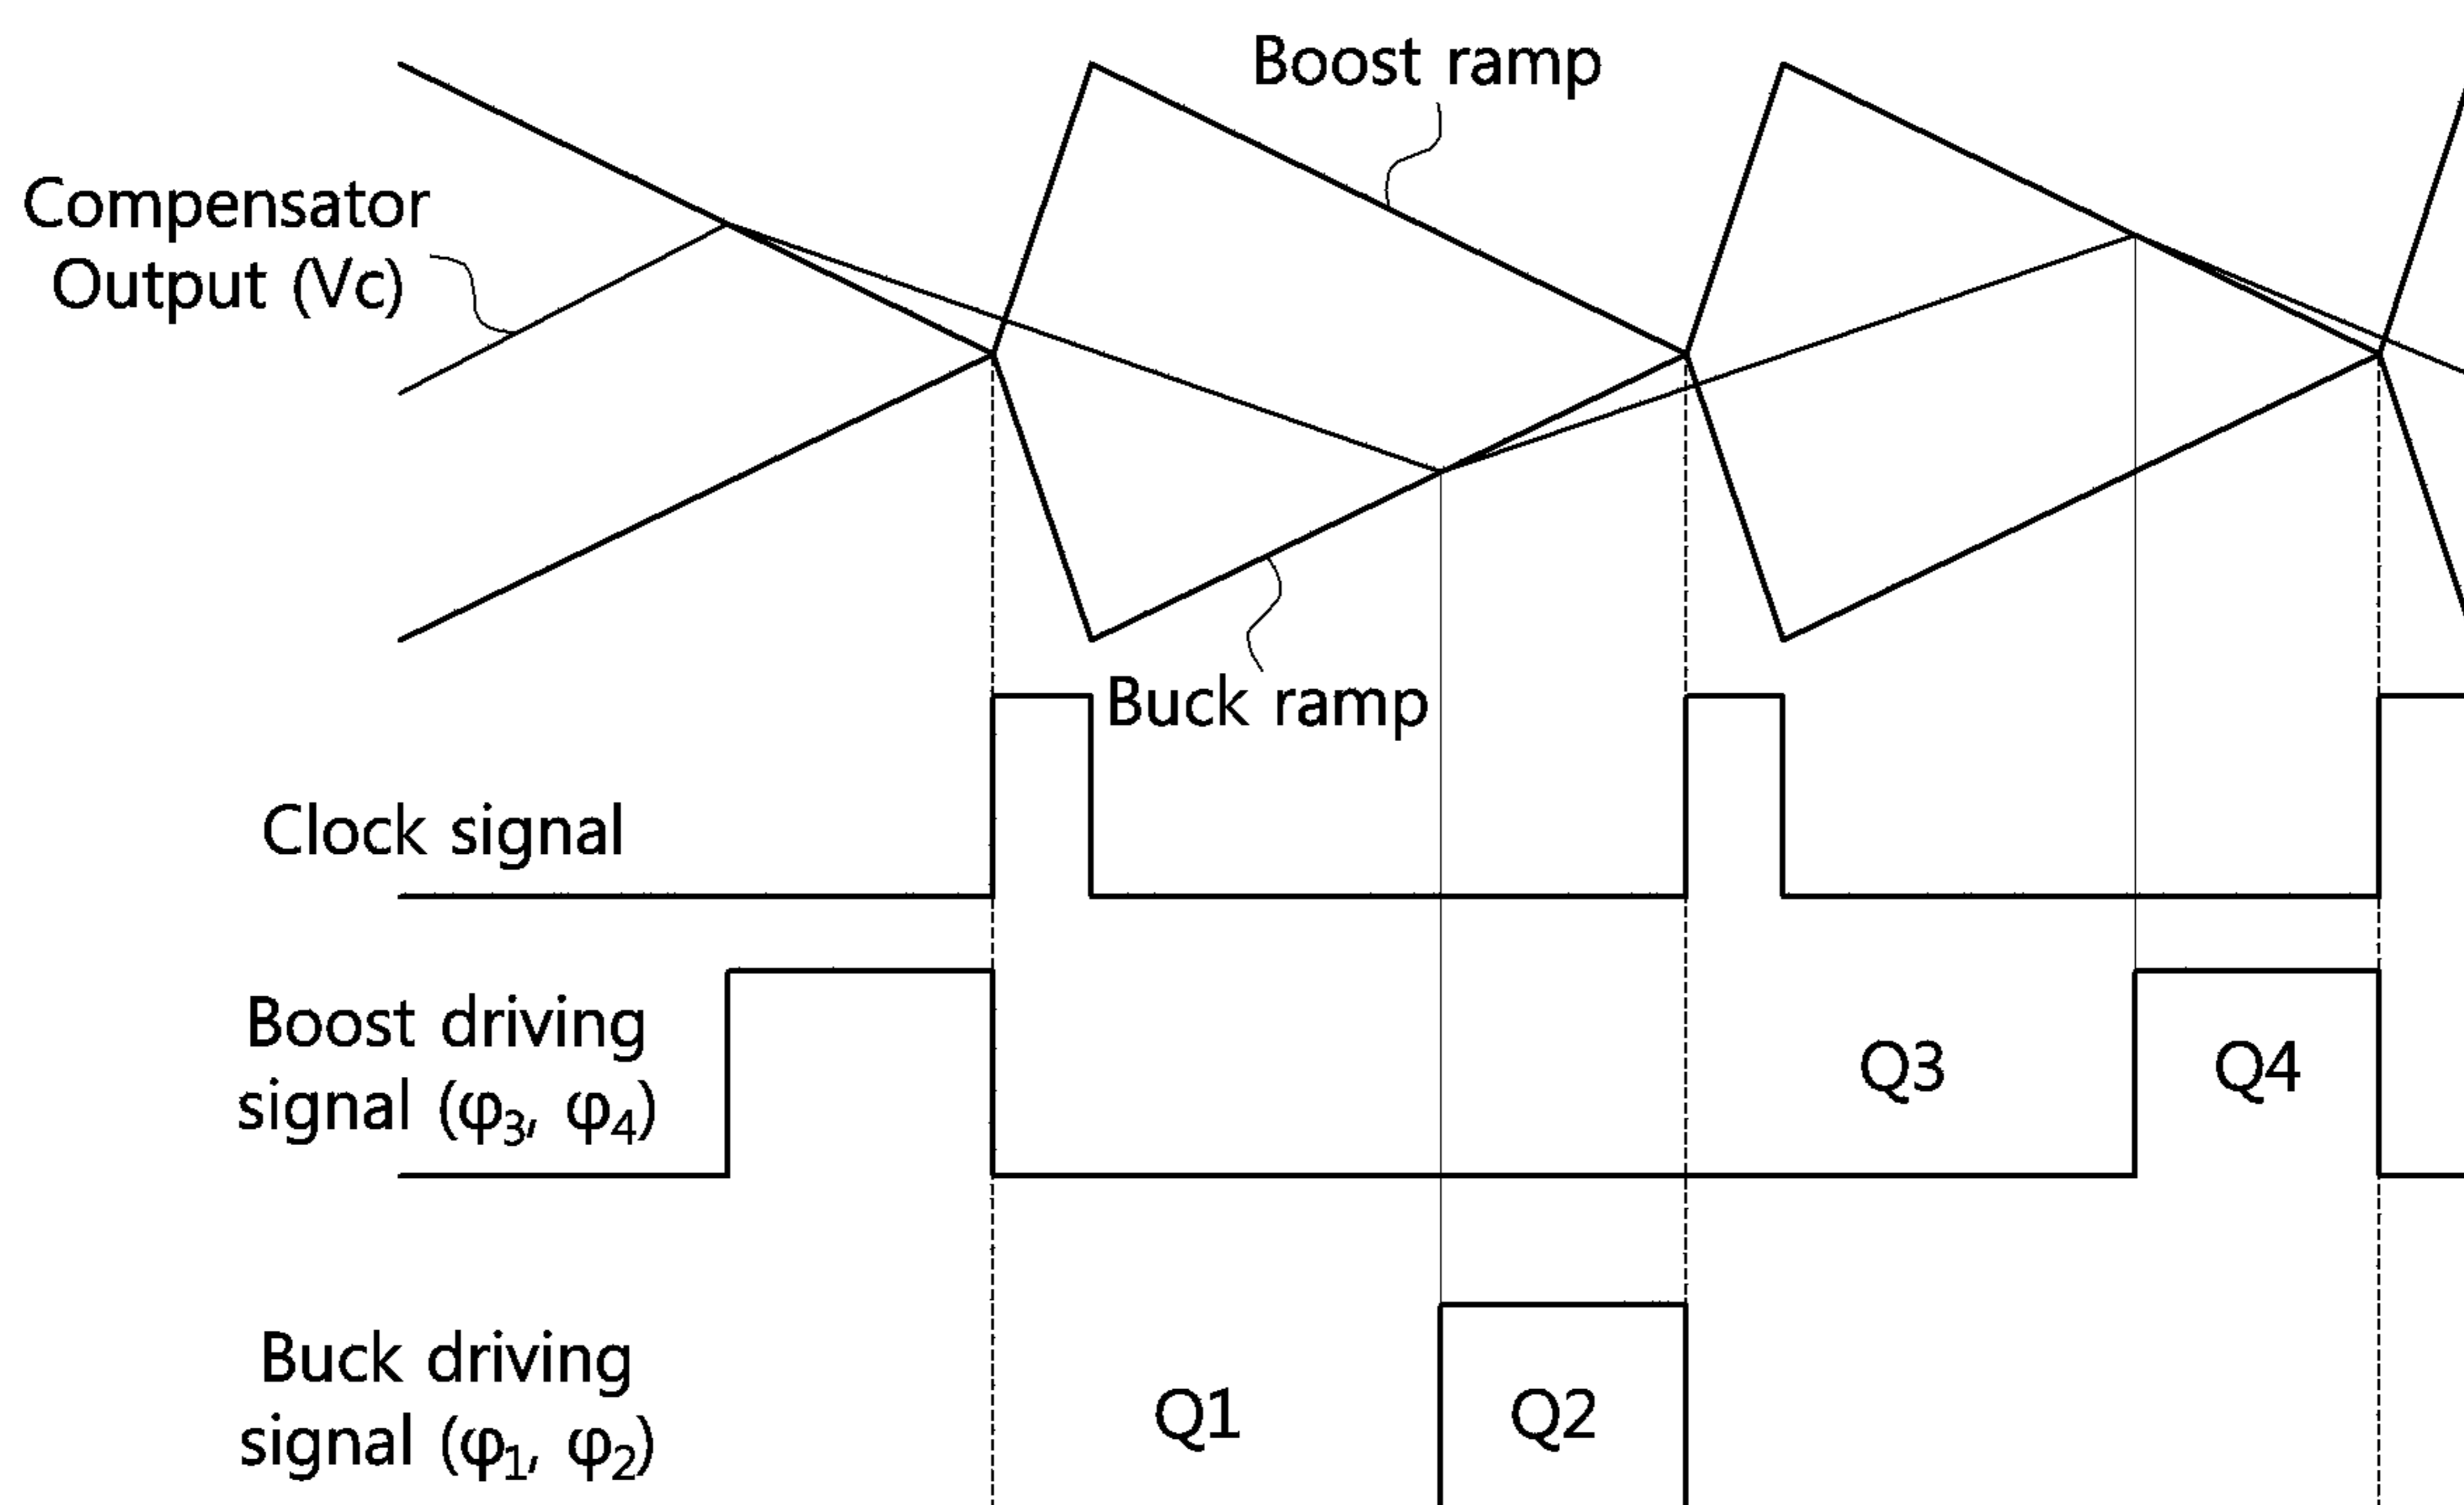 Boost ramp
Compensator
Output (Vc)
Buck ramp
Clock signal
Boost driving
signal (φ₃, φ₄)
Q3
Q4
Buck driving
signal (φ₁, φ₂)
Q1
Q2